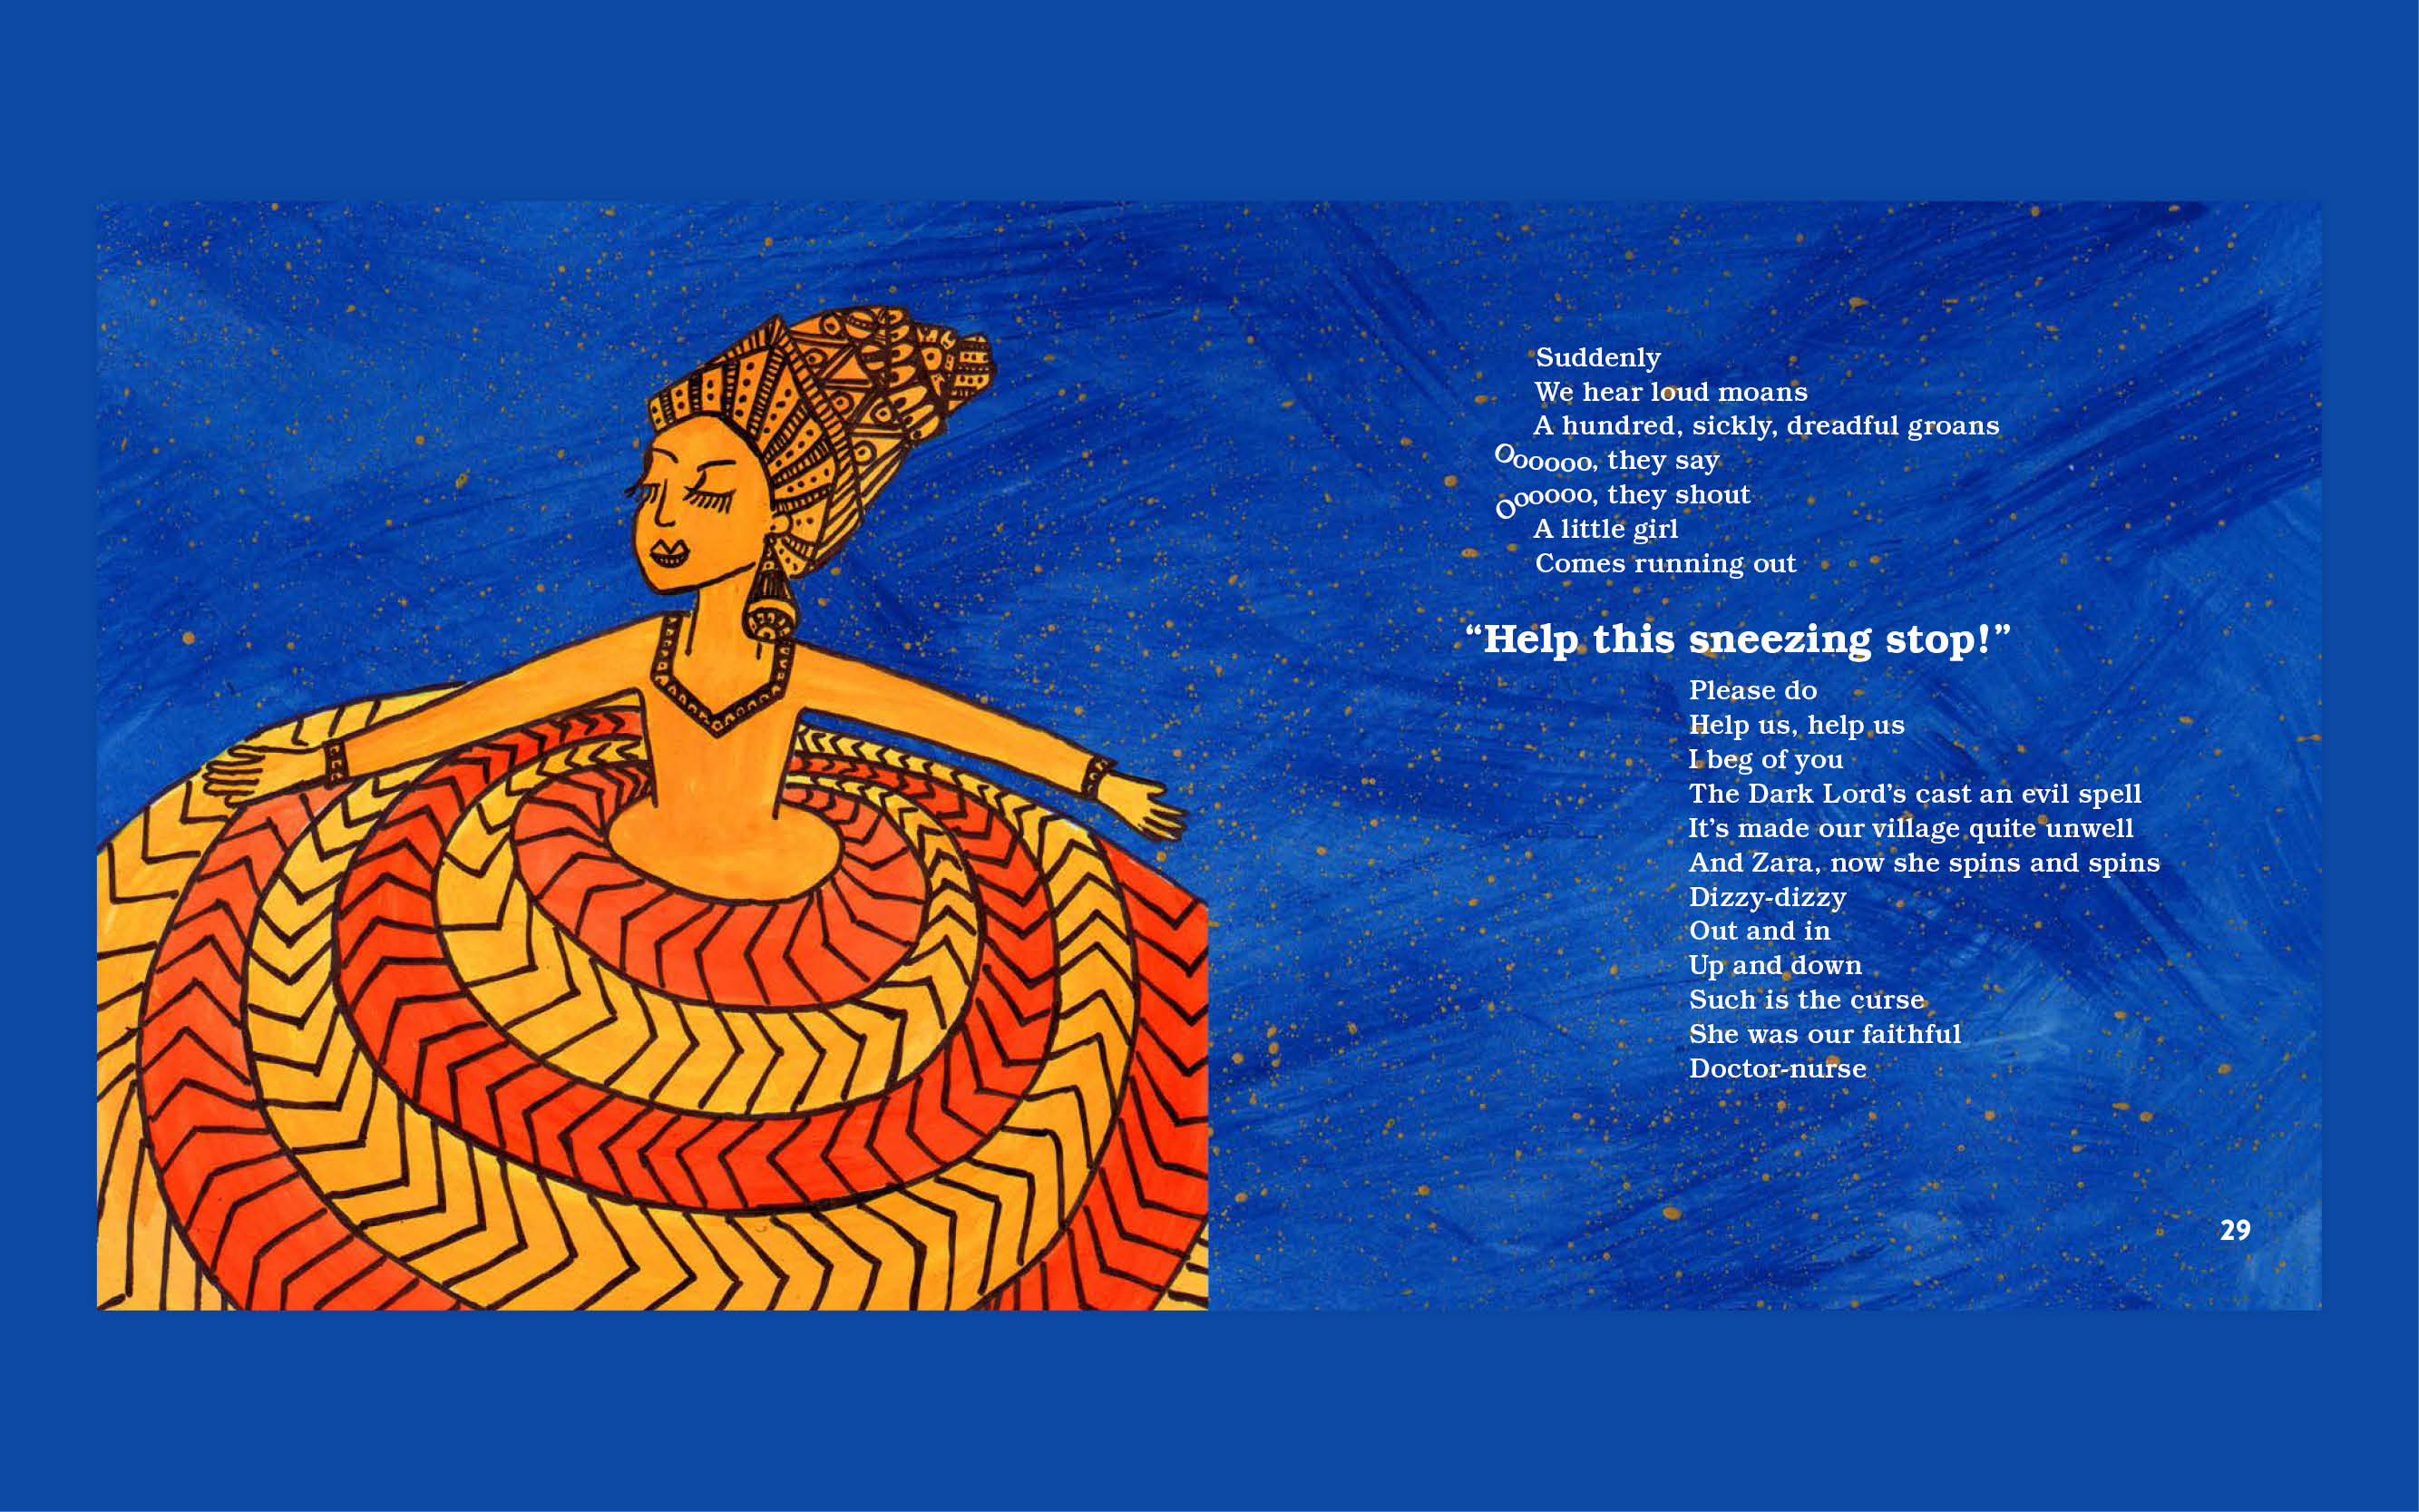 Suddenly
We hear loud moans
A hundred, sickly, dreadful groans
Oooooo, they say
Oooooo, they shout
A little girl
Comes running out
“Help this sneezing stop!”
Please do
Help us, help us
I beg of you
The Dark Lord’s cast an evil spell
It’s made our village quite unwell
And Zara, now she spins and spins
Dizzy-dizzy
Out and in
Up and down
Such is the curse
She was our faithful
Doctor-nurse
29